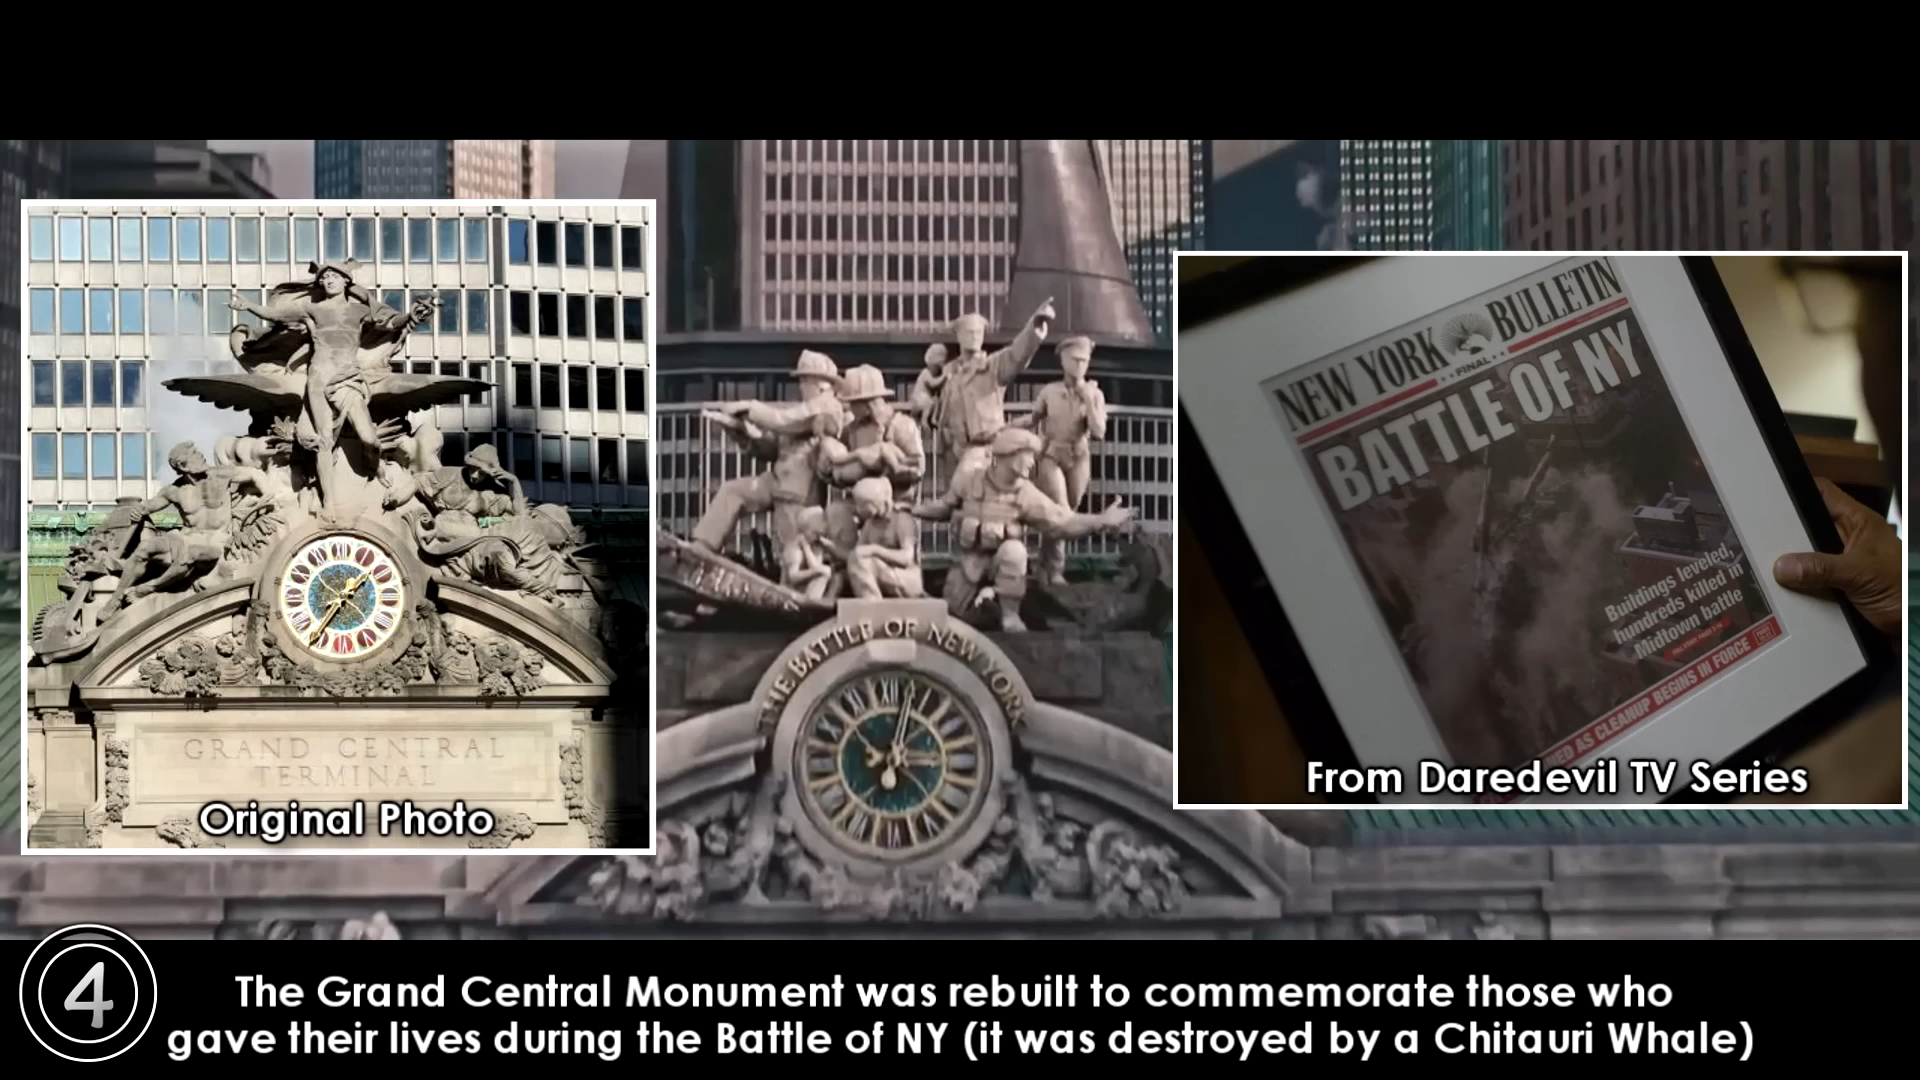 GRAND CENTRAL
TERMINAL
Original Photo
THE BATTLE OF NEW YORK
NEW YORK BULLETIN
FINAL
BATTLE OF NY
Buildings leveled,
hundreds killed in
Midtown battle
AS CLEANUP BEGINS IN FORCE
From Daredevil TV Series
4
The Grand Central Monument was rebuilt to commemorate those who
gave their lives during the Battle of NY (it was destroyed by a Chitauri Whale)